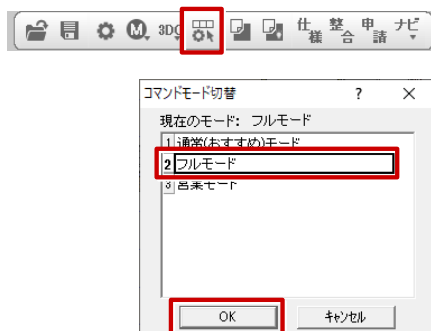 M 3DC 仕様 整合 申請 ナビ
コマンドモード切替 ? ×
現在のモード: フルモード
1 通常(おすすめ)モード
2 フルモード
3 営業モード
OK キャンセル